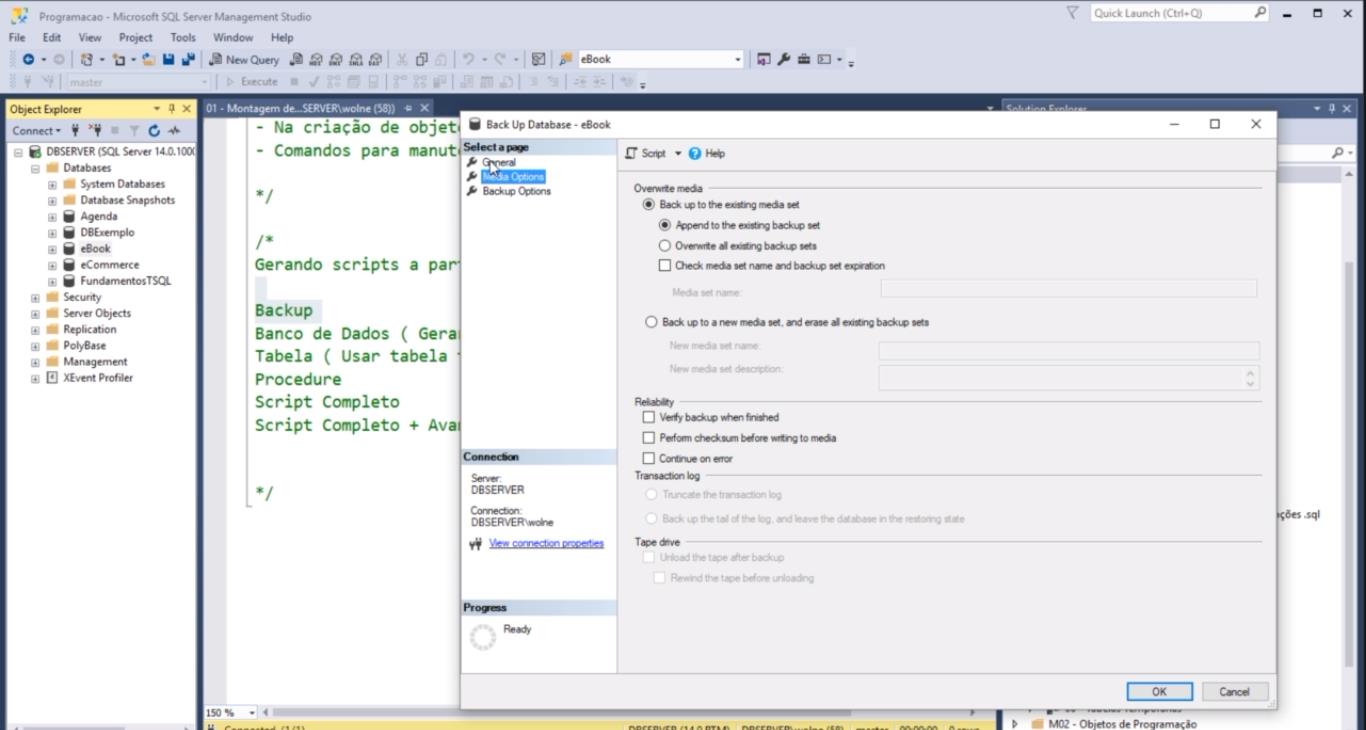 Programacao - Microsoft SQL Server Management Studio
Quick Launch (Ctrl+Q)
File Edit View Project Tools Window Help
New Query
eBook
master
Execute
Object Explorer
Connect
DBSERVER (SQL Server 14.0.100
Databases
System Databases
Database Snapshots
Agenda
DBExemplo
eBook
eCommerce
FundamentosTSQL
Security
Server Objects
Replication
PolyBase
Management
XEvent Profiler
01 - Montagem de...SERVER\wolne (58))
- Na criação de objet
- Comandos para manut
*/
/*
Gerando scripts a par
Backup
Banco de Dados ( Gera
Tabela ( Usar tabela
Procedure
Script Completo
Script Completo + Ava
*/
150 %
Connected. (1/1)
DBSERVER (14.0 RTM) DBSERVER\wolne (58) master 00:00:00 0 rows
Back Up Database - eBook
Select a page
General
Media Options
Backup Options
Connection
Server:
DBSERVER
Connection:
DBSERVER\wolne
View connection properties
Progress
Ready
Script Help
Overwrite media
Back up to the existing media set
Append to the existing backup set
Overwrite all existing backup sets
Check media set name and backup set expiration
Media set name:
Back up to a new media set, and erase all existing backup sets
New media set name:
New media set description:
Reliability
Verify backup when finished
Perform checksum before writing to media
Continue on error
Transaction log
Truncate the transaction log
Back up the tail of the log, and leave the database in the restoring state
Tape drive
Unload the tape after backup
Rewind the tape before unloading
OK Cancel
Solution Explorer
ções .sql
M02 - Objetos de Programação